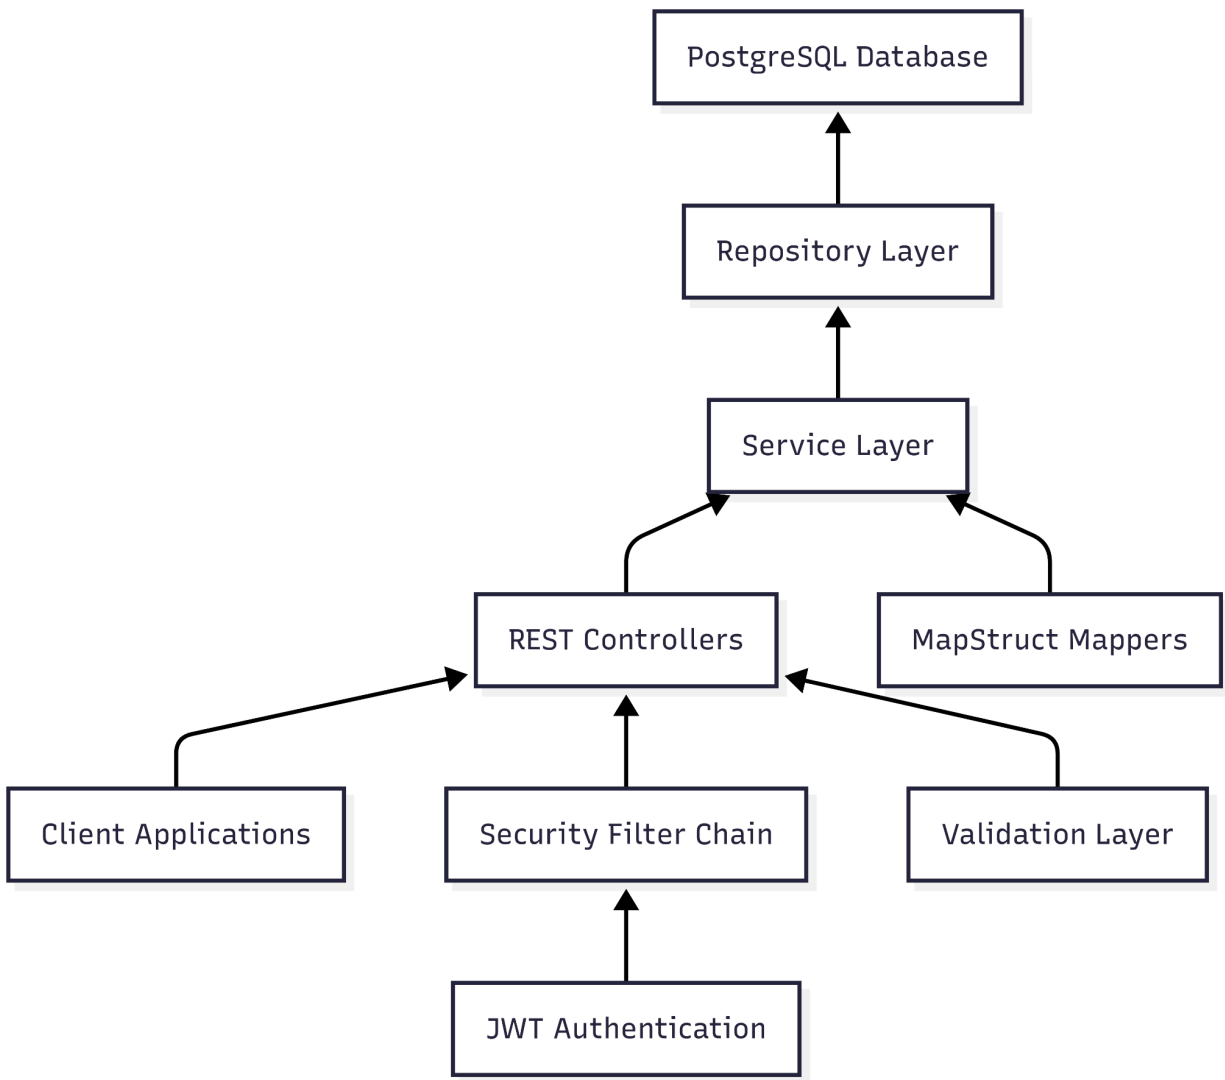 PostgreSQL Database
Repository Layer
Service Layer
REST Controllers
MapStruct Mappers
Client Applications
Security Filter Chain
Validation Layer
JWT Authentication